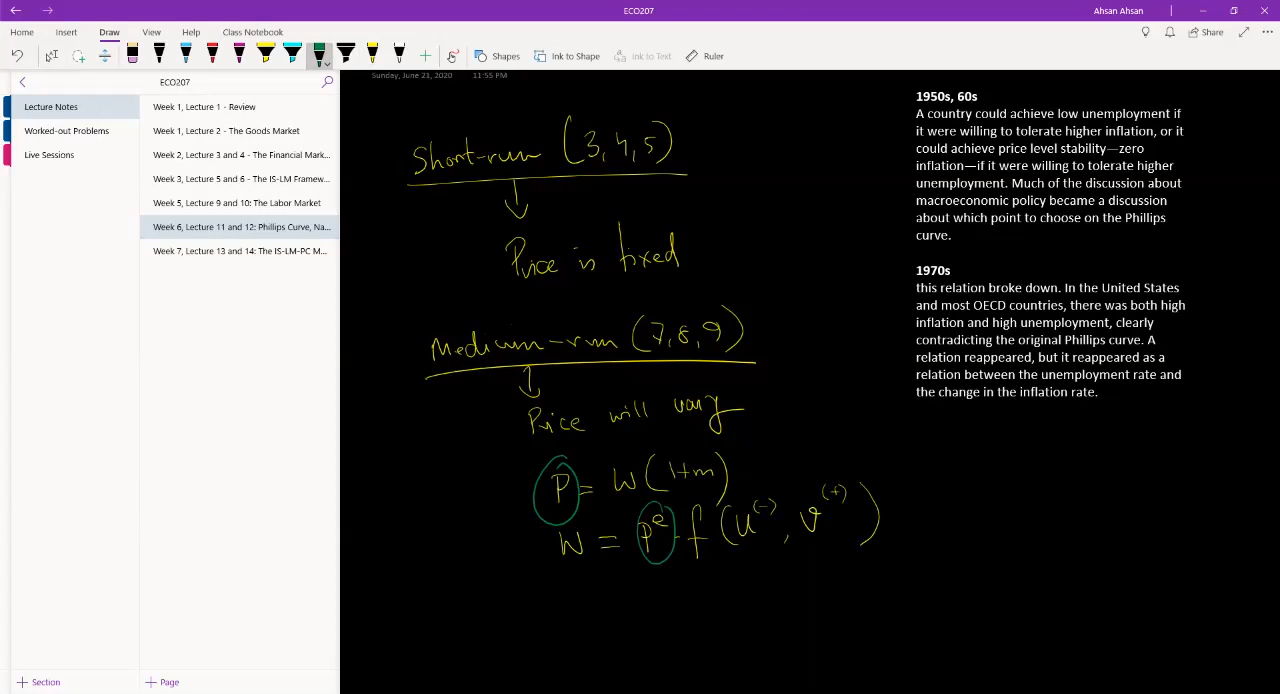 ECO207
Ahsan Ahsan
Home Insert Draw View Help Class Notebook
Share
Shapes Ink to Shape Ink to Text Ruler
ECO207
Lecture Notes
Worked-out Problems
Live Sessions
Week 1, Lecture 1 - Review
Week 1, Lecture 2 - The Goods Market
Week 2, Lecture 3 and 4 - The Financial Mark...
Week 3, Lecture 5 and 6 - The IS-LM Framew...
Week 5, Lecture 9 and 10: The Labor Market
Week 6, Lecture 11 and 12: Phillips Curve, Na...
Week 7, Lecture 13 and 14: The IS-LM-PC M...
+ Section
+ Page
Sunday, June 21, 2020 11:55 PM
Short-run (3, 4, 5)
Price is fixed
Medium-run (7, 8, 9)
Price will vary
P = W (1+m)
W = Pᵉ · f (u⁽⁻⁾, v⁽⁺⁾)
1950s, 60s
A country could achieve low unemployment if
it were willing to tolerate higher inflation, or it
could achieve price level stability—zero
inflation—if it were willing to tolerate higher
unemployment. Much of the discussion about
macroeconomic policy became a discussion
about which point to choose on the Phillips
curve.
1970s
this relation broke down. In the United States
and most OECD countries, there was both high
inflation and high unemployment, clearly
contradicting the original Phillips curve. A
relation reappeared, but it reappeared as a
relation between the unemployment rate and
the change in the inflation rate.